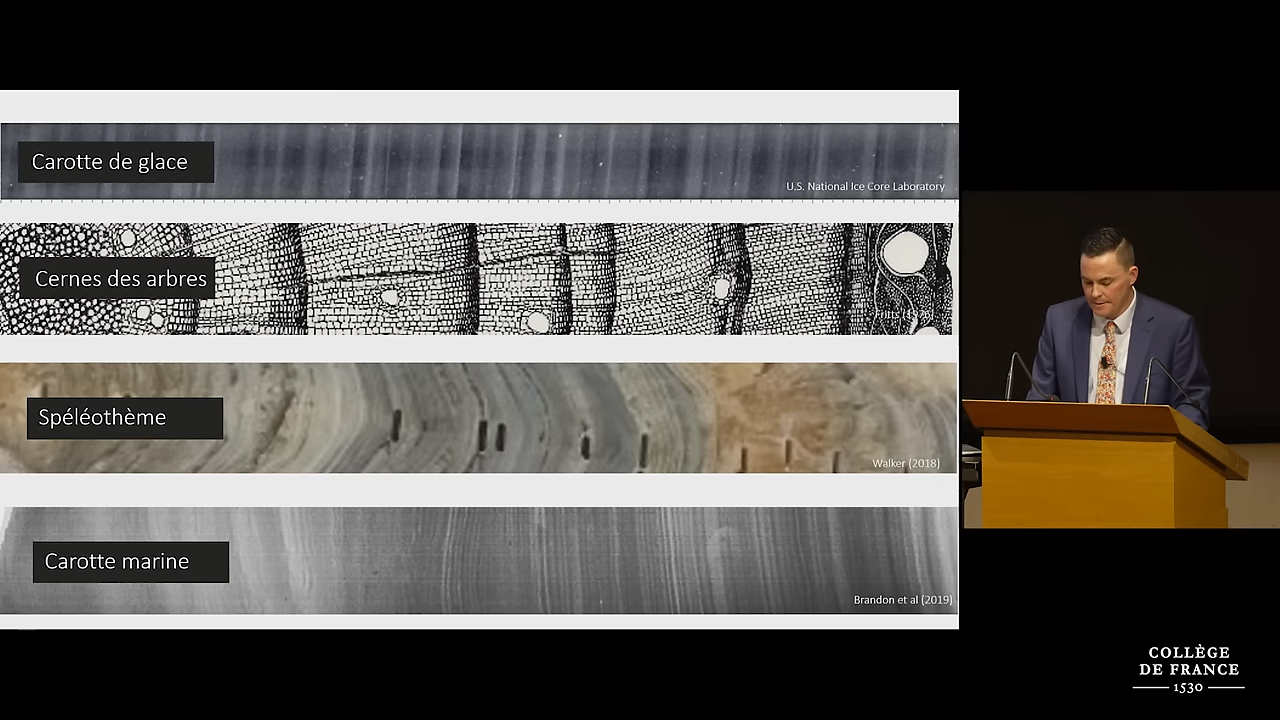 Carotte de glace
U.S. National Ice Core Laboratory
Cernes des arbres
Spéléothème
Walker (2018)
Carotte marine
Brandon et al (2019)
COLLÈGE
DE FRANCE
1530